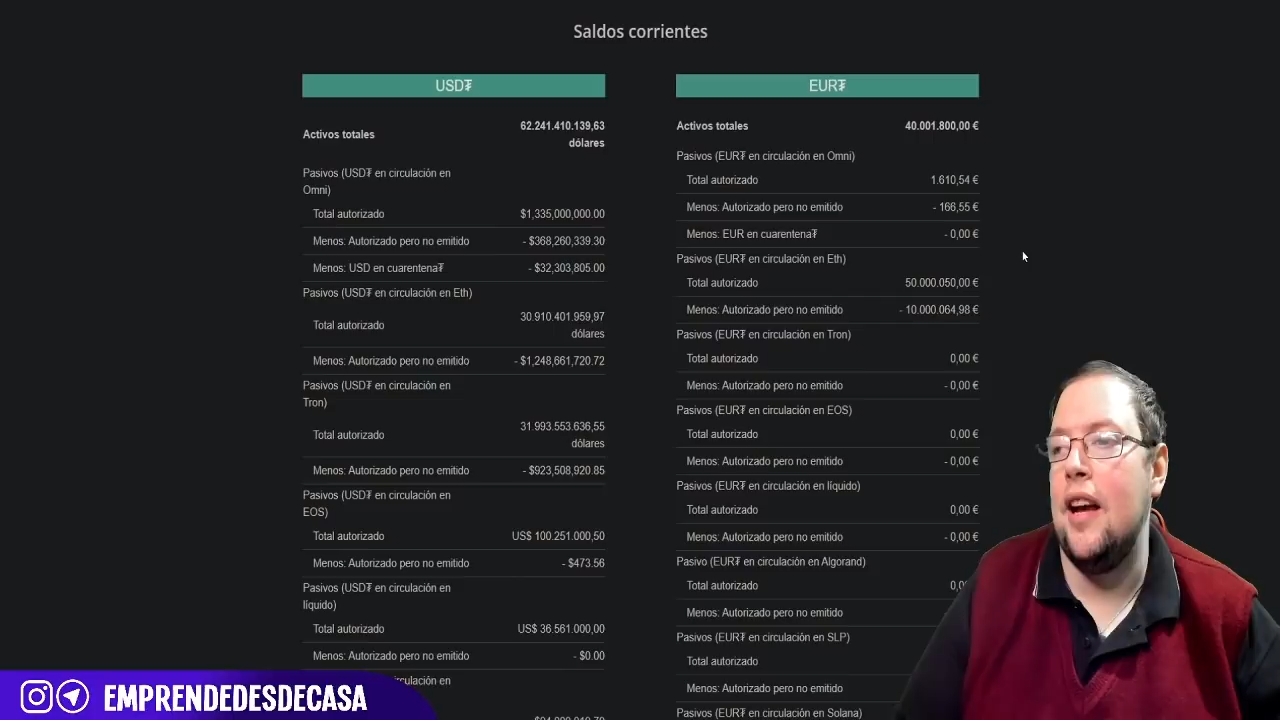 Saldos corrientes
USD₮
Activos totales
62.241.410.139,63
dólares
Pasivos (USD₮ en circulación en
Omni)
Total autorizado
$1,335,000,000.00
Menos: Autorizado pero no emitido
- $368,260,339.30
Menos: USD en cuarentena₮
- $32,303,805.00
Pasivos (USD₮ en circulación en Eth)
Total autorizado
30.910.401.959,97
dólares
Menos: Autorizado pero no emitido
- $1,248,661,720.72
Pasivos (USD₮ en circulación en
Tron)
Total autorizado
31.993.553.636,55
dólares
Menos: Autorizado pero no emitido
- $923,508,920.85
Pasivos (USD₮ en circulación en
EOS)
Total autorizado
US$ 100.251.000,50
Menos: Autorizado pero no emitido
- $473.56
Pasivos (USD₮ en circulación en
líquido)
Total autorizado
US$ 36.561.000,00
Menos: Autorizado pero no emitido
- $0.00
circulación en
EUR₮
Activos totales
40.001.800,00 €
Pasivos (EUR₮ en circulación en Omni)
Total autorizado
1.610,54 €
Menos: Autorizado pero no emitido
- 166,55 €
Menos: EUR en cuarentena₮
- 0,00 €
Pasivos (EUR₮ en circulación en Eth)
Total autorizado
50.000.050,00 €
Menos: Autorizado pero no emitido
- 10.000.064,98 €
Pasivos (EUR₮ en circulación en Tron)
Total autorizado
0,00 €
Menos: Autorizado pero no emitido
- 0,00 €
Pasivos (EUR₮ en circulación en EOS)
Total autorizado
0,00 €
Menos: Autorizado pero no emitido
- 0,00 €
Pasivos (EUR₮ en circulación en líquido)
Total autorizado
0,00 €
Menos: Autorizado pero no emitido
- 0,00 €
Pasivo (EUR₮ en circulación en Algorand)
Total autorizado
Menos: Autorizado pero no emitido
Pasivos (EUR₮ en circulación en SLP)
Total autorizado
Menos: Autorizado pero no emitido
Pasivos (EUR₮ en circulación en Solana)
EMPRENDEDESDECASA